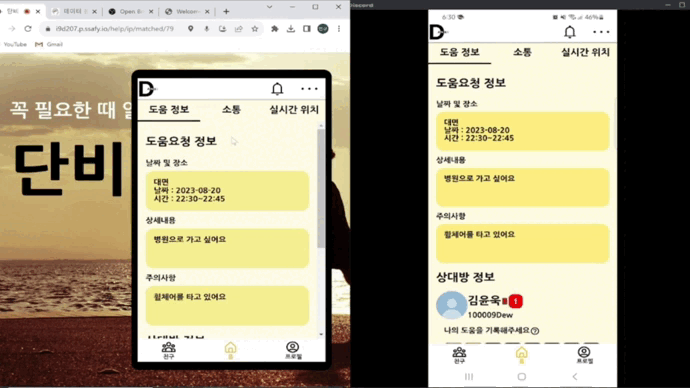 단비
데이터
Open B
Welcom
i9d207.p.ssafy.io/help/ip/matched/79
YouTube
Gmail
꼭 필요한 때 알
단비
D
도움 정보
소통
실시간 위치
도움요청 정보
날짜 및 장소
대면
날짜 : 2023-08-20
시간 : 22:30~22:45
상세내용
병원으로 가고 싶어요
주의사항
휠체어를 타고 있어요
친구
홈
프로필
6:30
46%
D
도움 정보
소통
실시간 위치
도움요청 정보
날짜 및 장소
대면
날짜 : 2023-08-20
시간 : 22:30~22:45
상세내용
병원으로 가고 싶어요
주의사항
휠체어를 타고 있어요
상대방 정보
김윤욱
1
100009Dew
나의 도움을 기록해주세요
친구
홈
프로필